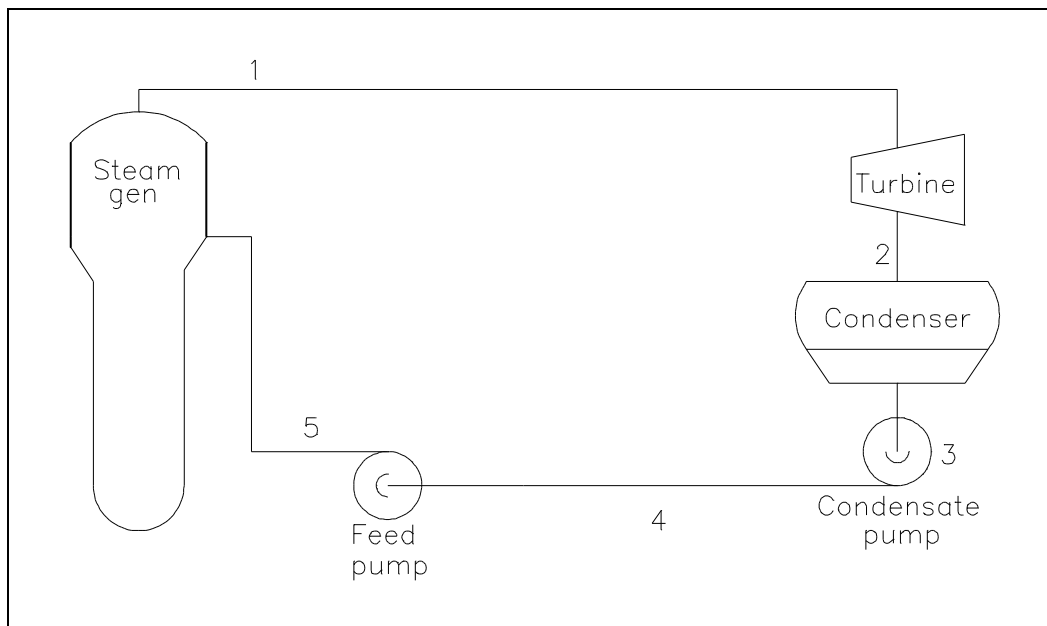 1
Steam
gen
Turbine
2
Condenser
5
3
Condensate
pump
4
Feed
pump